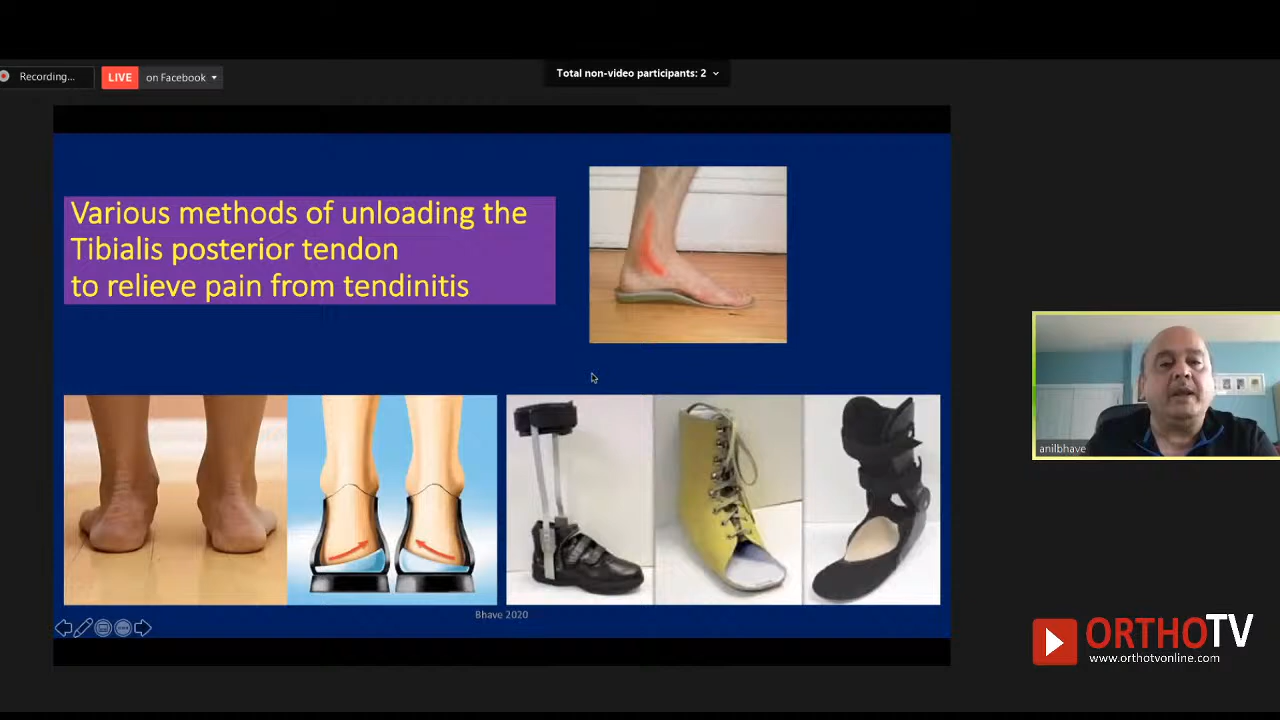 Recording...
LIVE on Facebook
Total non-video participants: 2
Various methods of unloading the
Tibialis posterior tendon
to relieve pain from tendinitis
anilbhave
Bhave 2020
ORTHOTV
www.orthotvonline.com